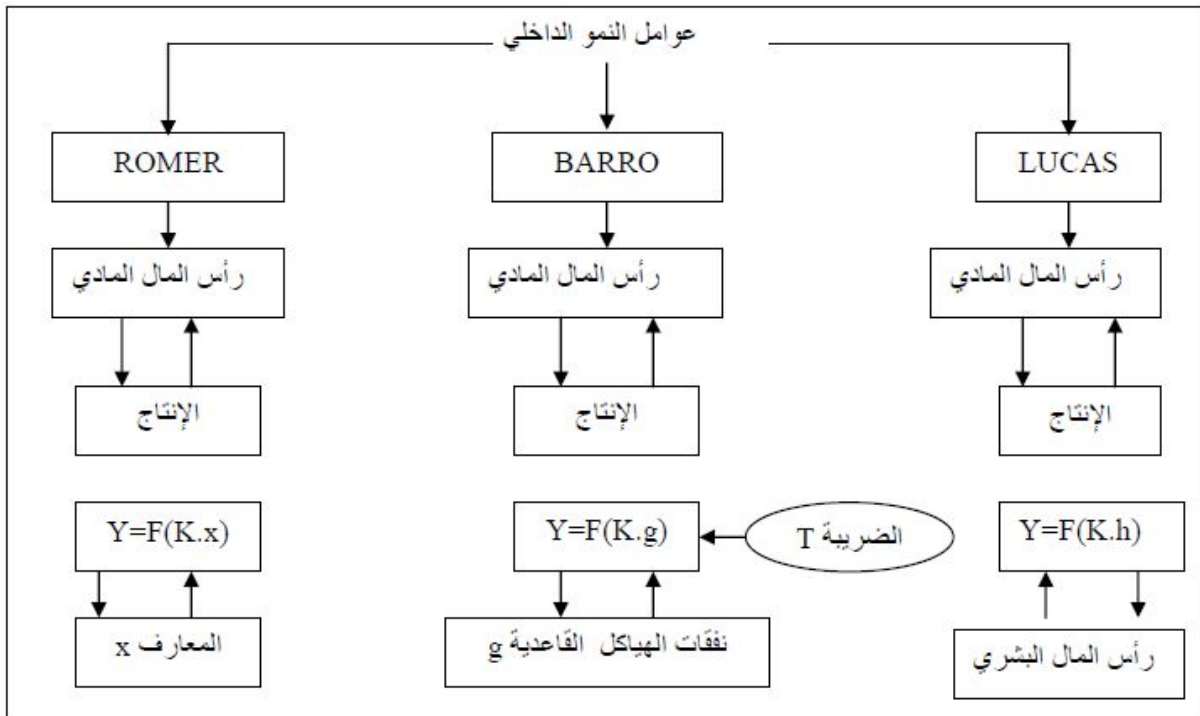 عوامل النمو الداخلي
ROMER
BARRO
LUCAS
رأس المال المادي
رأس المال المادي
رأس المال المادي
الإنتاج
الإنتاج
الإنتاج
Y=F(K.x)
Y=F(K.g)
الضريبة T
Y=F(K.h)
المعارف x
نفقات الهياكل القاعدية g
رأس المال البشري